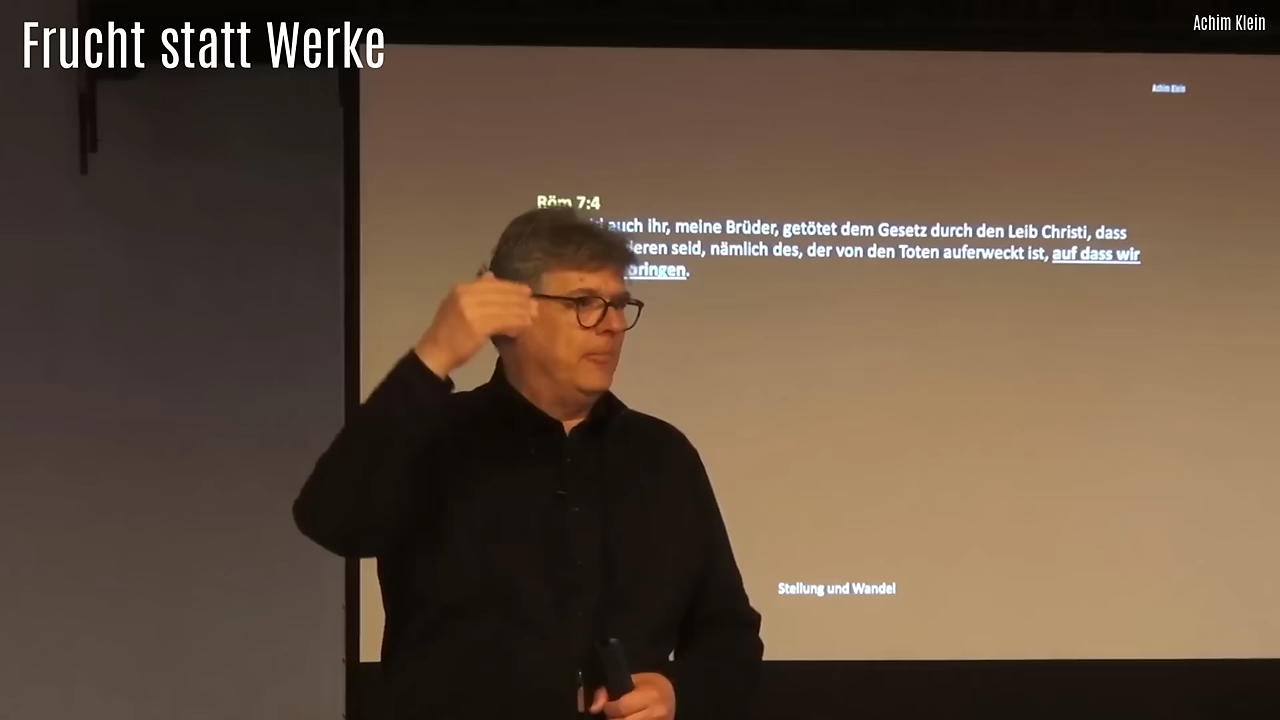 Frucht statt Werke
Achim Klein
Achim Klein
Röm 7:4
auch ihr, meine Brüder, getötet dem Gesetz durch den Leib Christi, dass
seid, nämlich des, der von den Toten auferweckt ist, auf dass wir
Stellung und Wandel